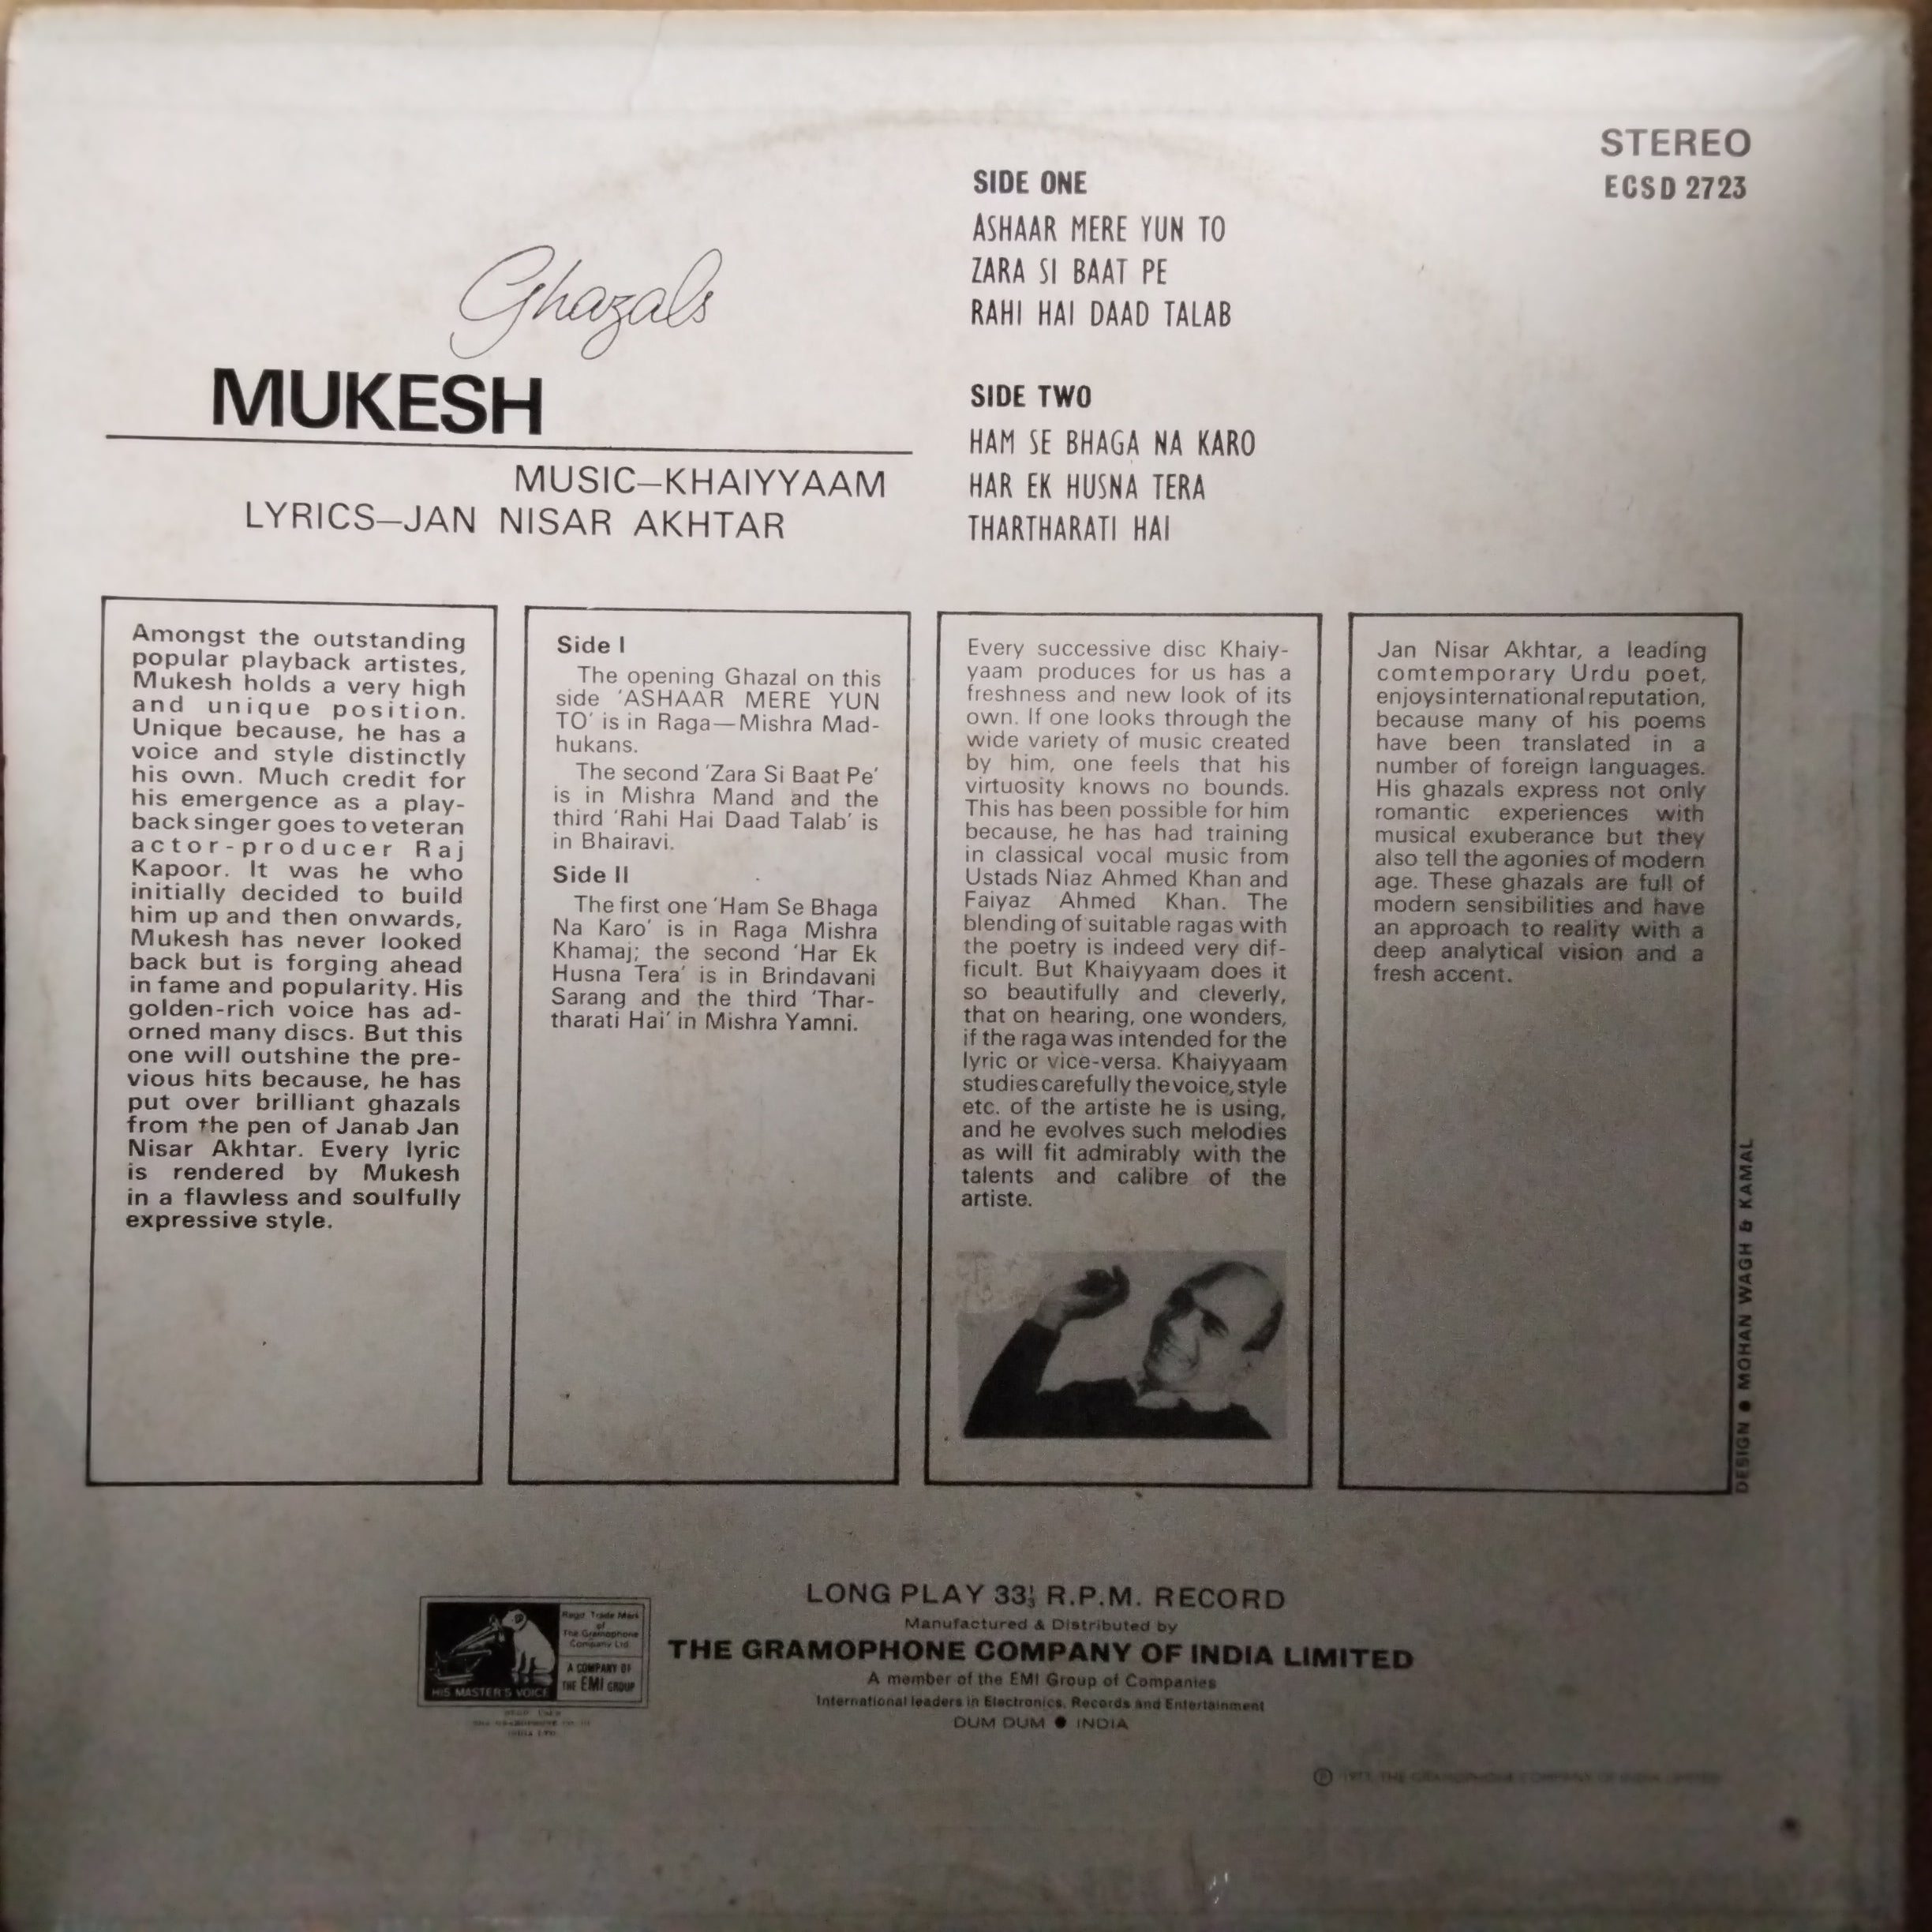 STEREO
ECSD 2723
Ghazals
MUKESH
MUSIC—KHAIYYAAM
LYRICS—JAN NISAR AKHTAR
SIDE ONE
ASHAAR MERE YUN TO
ZARA SI BAAT PE
RAHI HAI DAAD TALAB
SIDE TWO
HAM SE BHAGA NA KARO
HAR EK HUSNA TERA
THARTHARATI HAI
Amongst the outstanding
popular playback artistes,
Mukesh holds a very high
and unique position.
Unique because, he has a
voice and style distinctly
his own. Much credit for
his emergence as a play-
back singer goes to veteran
actor-producer Raj
Kapoor. It was he who
initially decided to build
him up and then onwards,
Mukesh has never looked
back but is forging ahead
in fame and popularity. His
golden-rich voice has ad-
orned many discs. But this
one will outshine the pre-
vious hits because, he has
put over brilliant ghazals
from the pen of Janab Jan
Nisar Akhtar. Every lyric
is rendered by Mukesh
in a flawless and soulfully
expressive style.
Side I
The opening Ghazal on this
side 'ASHAAR MERE YUN
TO' is in Raga—Mishra Mad-
hukans.
The second 'Zara Si Baat Pe'
is in Mishra Mand and the
third 'Rahi Hai Daad Talab' is
in Bhairavi.
Side II
The first one 'Ham Se Bhaga
Na Karo' is in Raga Mishra
Khamaj; the second 'Har Ek
Husna Tera' is in Brindavani
Sarang and the third 'Thar-
tharati Hai' in Mishra Yamni.
Every successive disc Khaiy-
yaam produces for us has a
freshness and new look of its
own. If one looks through the
wide variety of music created
by him, one feels that his
virtuosity knows no bounds.
This has been possible for him
because, he has had training
in classical vocal music from
Ustads Niaz Ahmed Khan and
Faiyaz Ahmed Khan. The
blending of suitable ragas with
the poetry is indeed very dif-
ficult. But Khaiyyaam does it
so beautifully and cleverly,
that on hearing, one wonders,
if the raga was intended for the
lyric or vice-versa. Khaiyyaam
studies carefully the voice, style
etc. of the artiste he is using,
and he evolves such melodies
as will fit admirably with the
talents and calibre of the
artiste.
Jan Nisar Akhtar, a leading
comtemporary Urdu poet,
enjoys international reputation,
because many of his poems
have been translated in a
number of foreign languages.
His ghazals express not only
romantic experiences with
musical exuberance but they
also tell the agonies of modern
age. These ghazals are full of
modern sensibilities and have
an approach to reality with a
deep analytical vision and a
fresh accent.
DESIGN ● MOHAN WAGH & KAMAL
HIS MASTER'S VOICE
Regd. Trade Mark
of
The Gramophone
Company Ltd.
A COMPANY OF
THE EMI GROUP
LONG PLAY 33⅓ R.P.M. RECORD
Manufactured & Distributed by
THE GRAMOPHONE COMPANY OF INDIA LIMITED
A member of the EMI Group of Companies
International leaders in Electronics, Records and Entertainment
DUM DUM ● INDIA
THE GRAMOPHONE COMPANY OF INDIA LIMITED